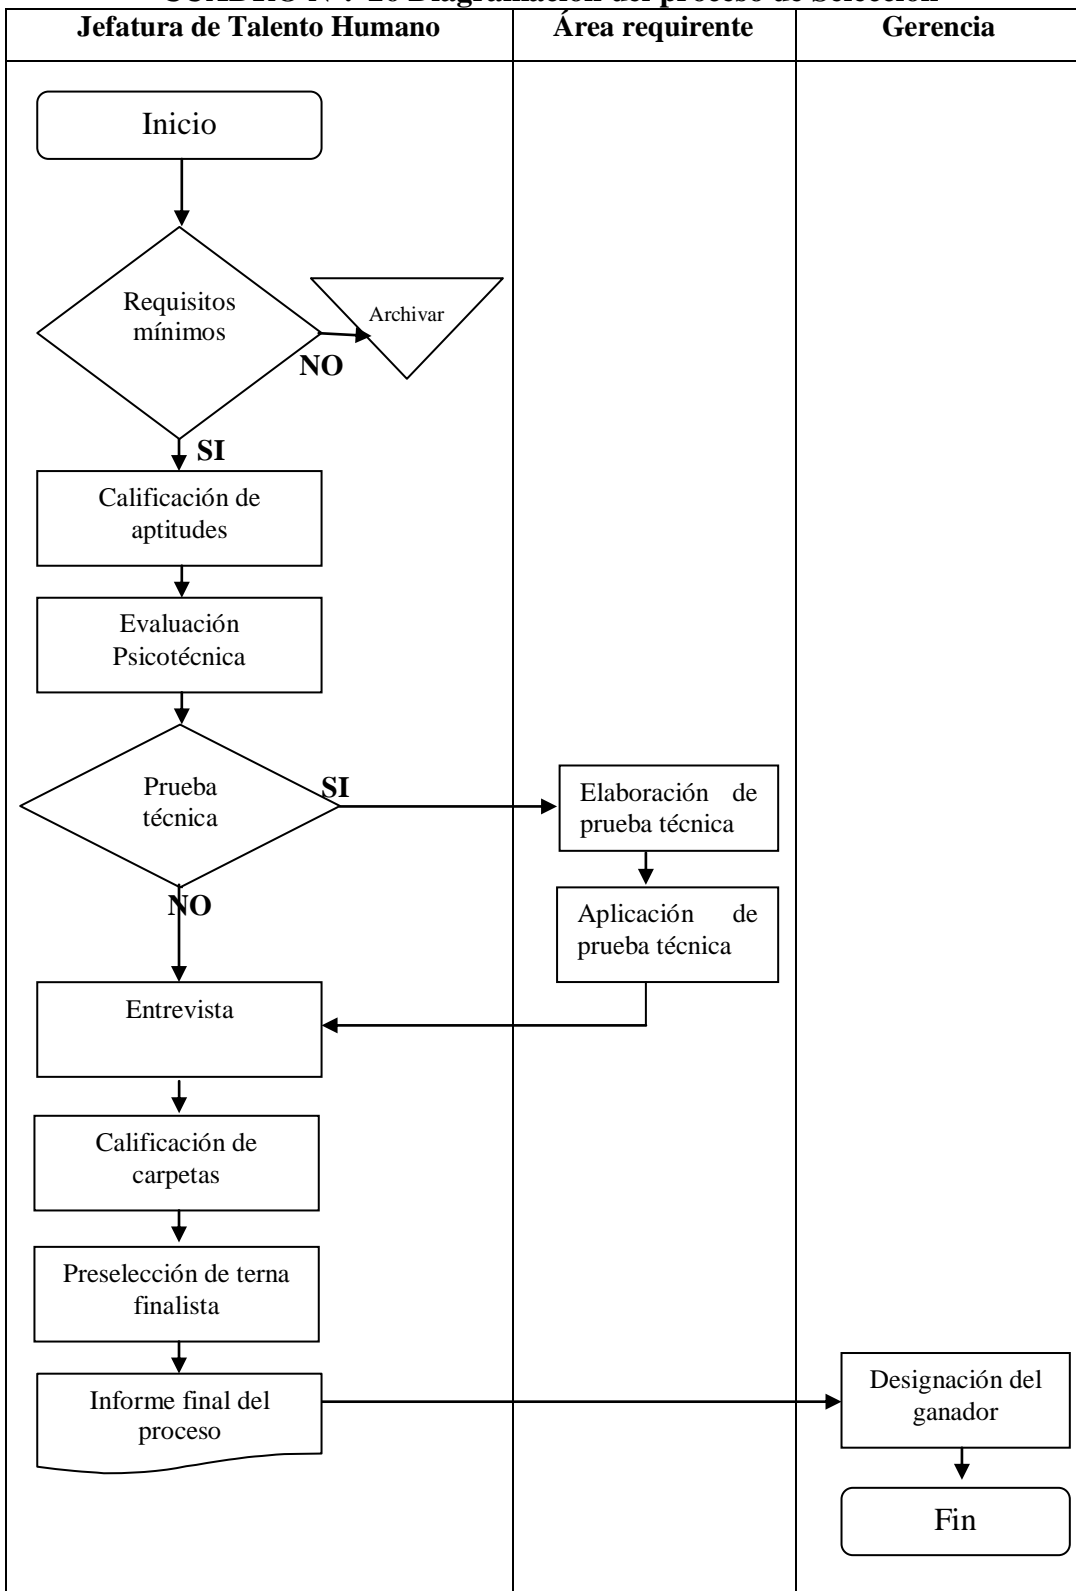 Jefatura de Talento Humano
Área requirente
Gerencia
Inicio
Requisitos
mínimos
Archivar
NO
SI
Calificación de
aptitudes
Evaluación
Psicotécnica
Prueba
técnica
SI
Elaboración de
prueba técnica
NO
Aplicación de
prueba técnica
Entrevista
Calificación de
carpetas
Preselección de terna
finalista
Informe final del
proceso
Designación del
ganador
Fin